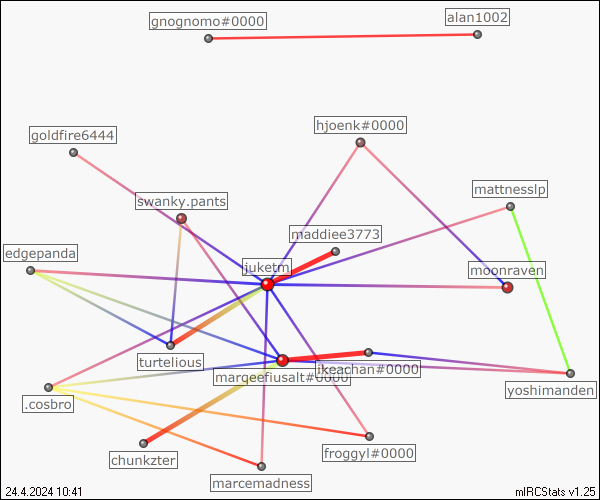 gnognomo#0000
alan1002
goldfire6444
hjoenk#0000
mattnesslp
swanky.pants
maddiee3773
edgepanda
juketm
moonraven
turtelious
ikeachan#0000
marqeefiusalt#0000
yoshimanden
.cosbro
chunkzter
froggyl#0000
marcemadness
24.4.2024 10:41
mIRCStats v1.25